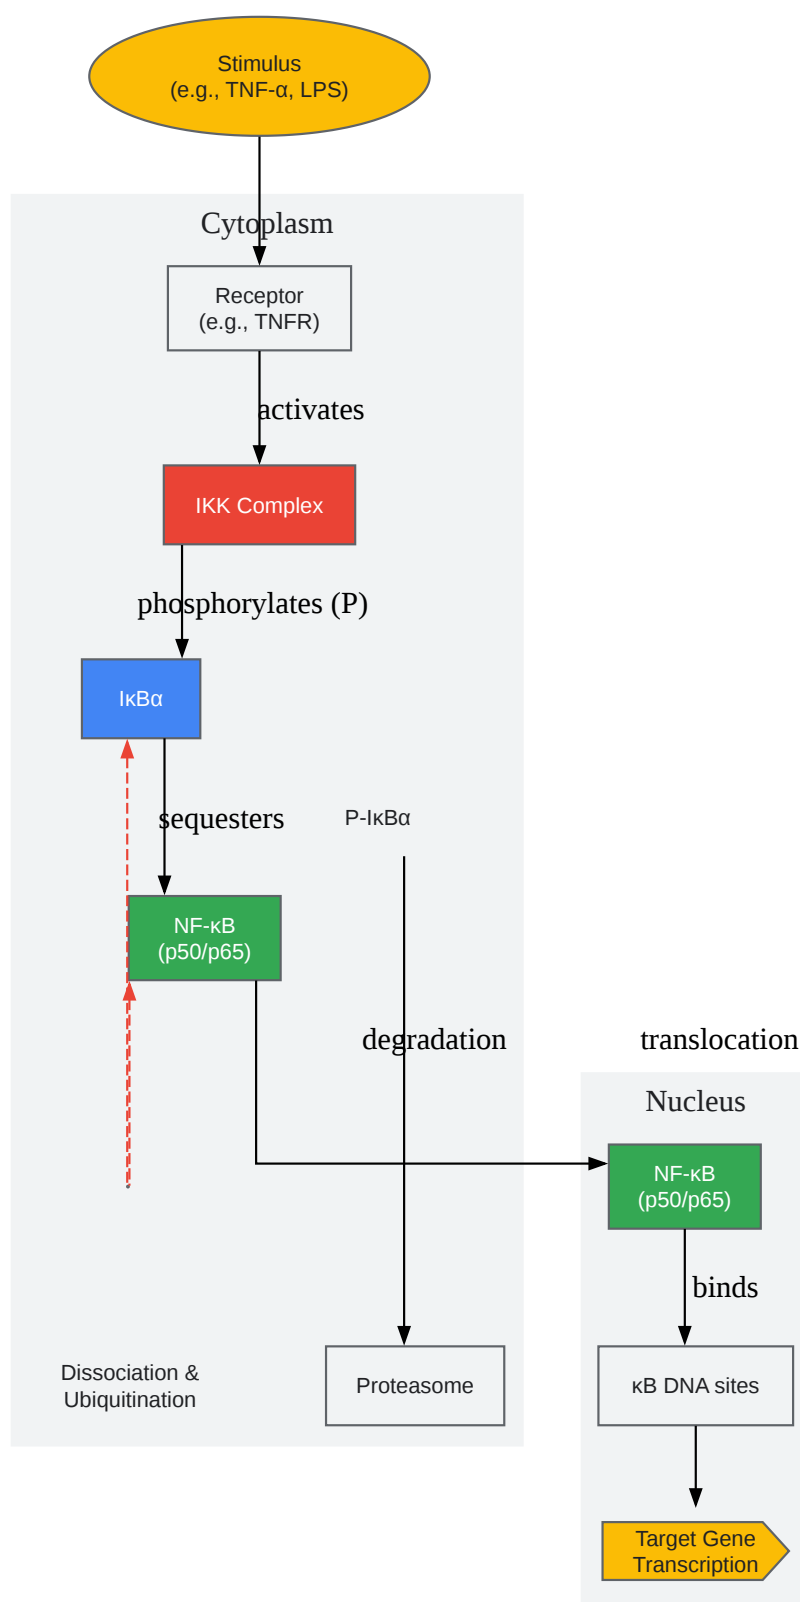 Stimulus
(e.g., TNF-α, LPS)
Cytoplasm
Receptor
(e.g., TNFR)
activates
IKK Complex
phosphorylates (P)
IκBα
sequesters
P-IκBα
NF-κB
(p50/p65)
degradation
translocation
Nucleus
NF-κB
(p50/p65)
binds
Dissociation &
Ubiquitination
Proteasome
κB DNA sites
Target Gene
Transcription